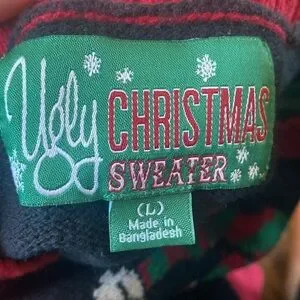 Ugly CHRISTMAS
SWEATER
(L)
Made in
Bangladesh